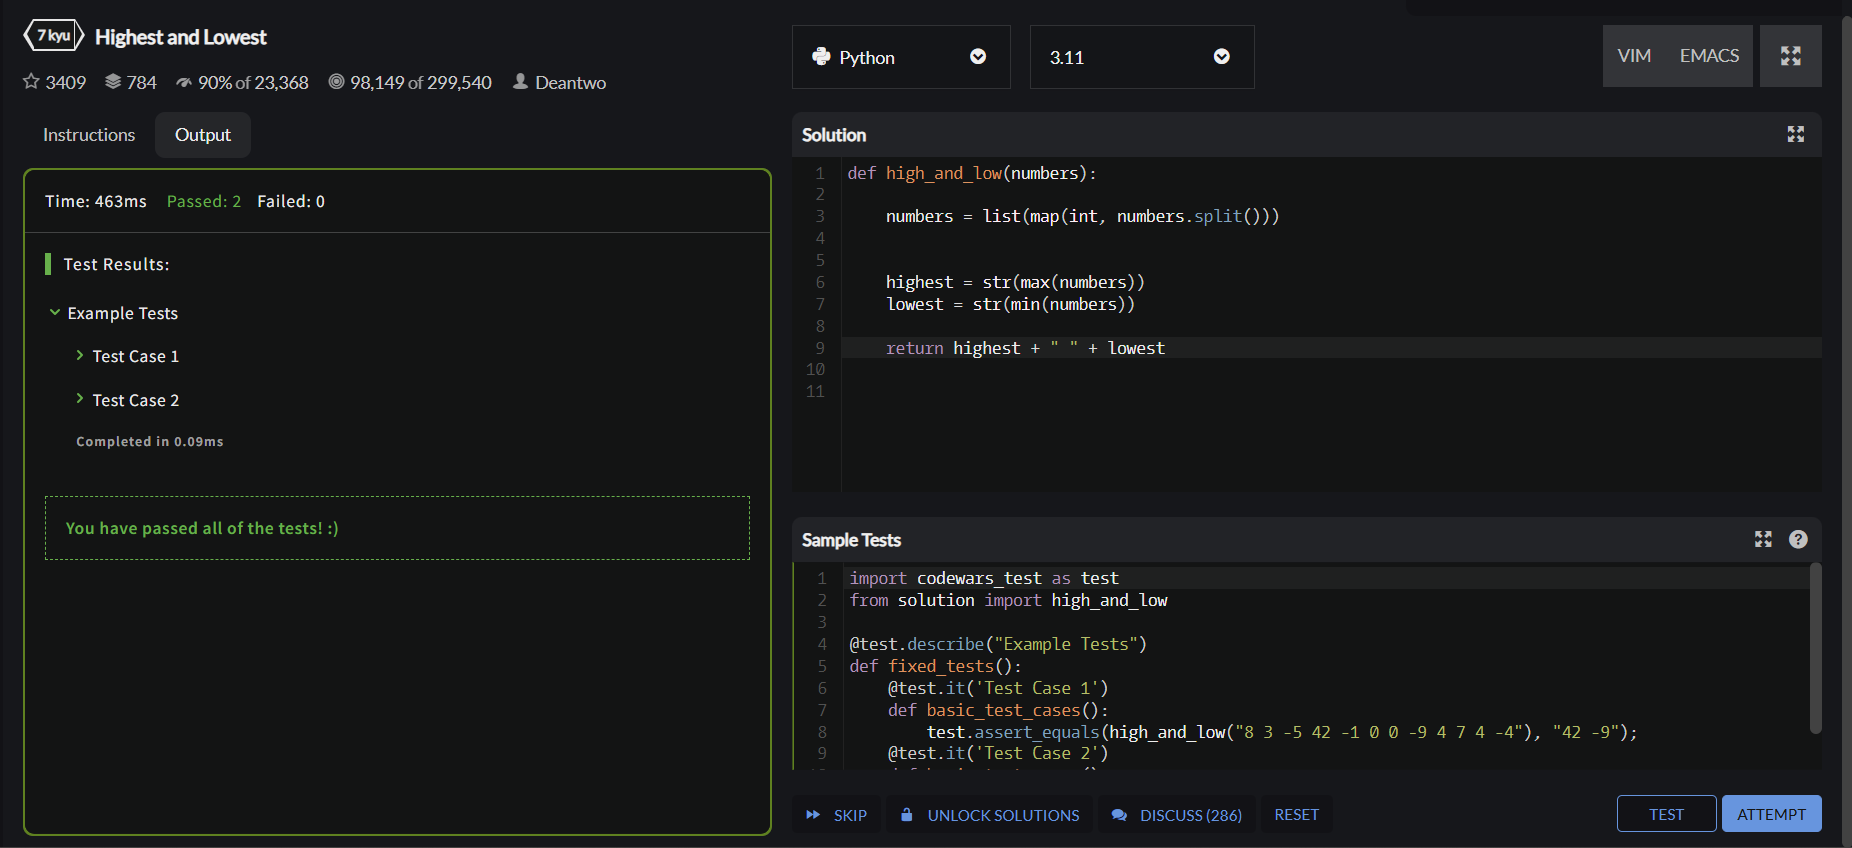 7 kyu Highest and Lowest
3409 784 90% of 23,368 98,149 of 299,540 Deantwo
Instructions Output
Time: 463ms Passed: 2 Failed: 0
Test Results:
Example Tests
Test Case 1
Test Case 2
Completed in 0.09ms
You have passed all of the tests! :)
Python 3.11 VIM EMACS
Solution
1 def high_and_low(numbers):
2
3     numbers = list(map(int, numbers.split()))
4
5
6     highest = str(max(numbers))
7     lowest = str(min(numbers))
8
9     return highest + " " + lowest
10
11
Sample Tests
1 import codewars_test as test
2 from solution import high_and_low
3
4 @test.describe("Example Tests")
5 def fixed_tests():
6     @test.it('Test Case 1')
7     def basic_test_cases():
8         test.assert_equals(high_and_low("8 3 -5 42 -1 0 0 -9 4 7 4 -4"), "42 -9");
9     @test.it('Test Case 2')
SKIP UNLOCK SOLUTIONS DISCUSS (286) RESET TEST ATTEMPT